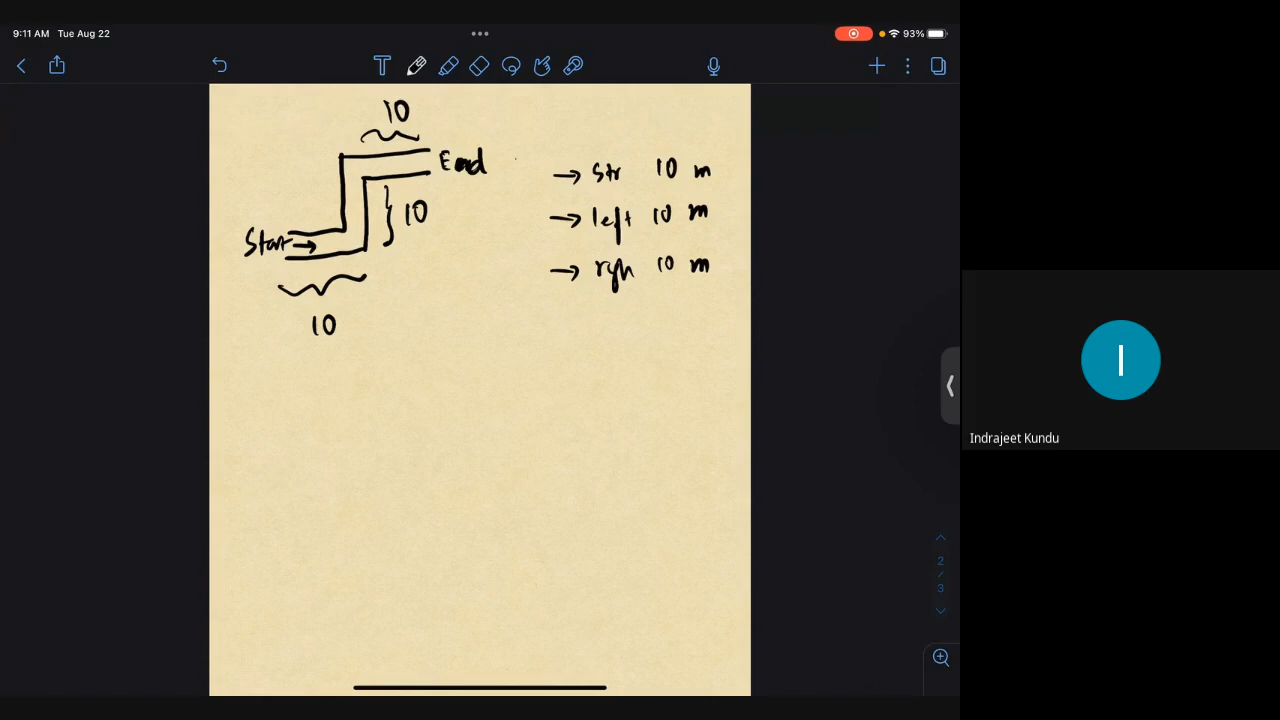 9:11 AM Tue Aug 22
93%
T
10
End
10
Start
10
→ Str 10 m
→ left 10 m
→ rgh 10 m
2
/
3
I
Indrajeet Kundu